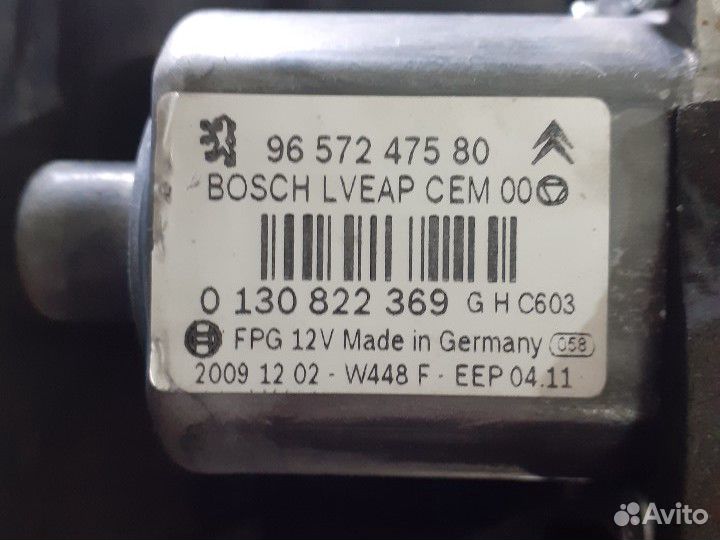 96 572 475 80
BOSCH LVEAP CEM 00
0 130 822 369 G H C603
FPG 12V Made in Germany 058
2009 12 02 - W448 F - EEP 04.11
Avito